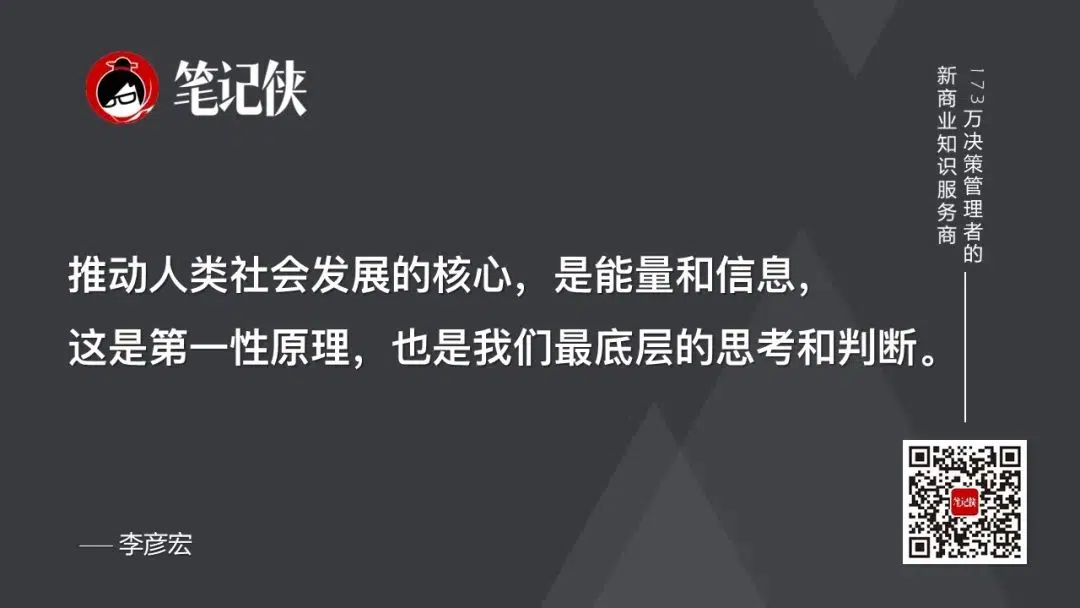 笔记侠
173万决策管理者的
新商业知识服务商
推动人类社会发展的核心，是能量和信息，
这是第一性原理，也是我们最底层的思考和判断。
——李彦宏
笔记侠